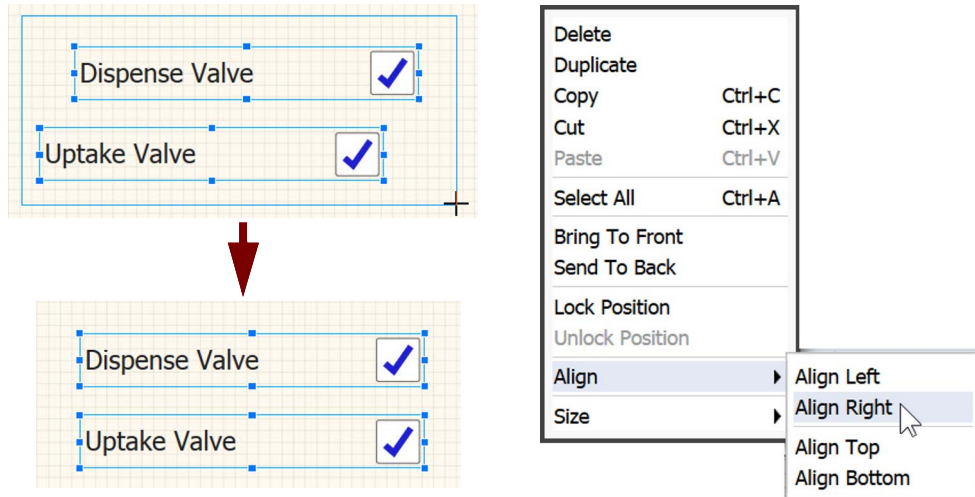 Dispense Valve
Uptake Valve
Dispense Valve
Uptake Valve
Delete
Duplicate
Copy Ctrl+C
Cut Ctrl+X
Paste Ctrl+V
Select All Ctrl+A
Bring To Front
Send To Back
Lock Position
Unlock Position
Align
Size
Align Left
Align Right
Align Top
Align Bottom